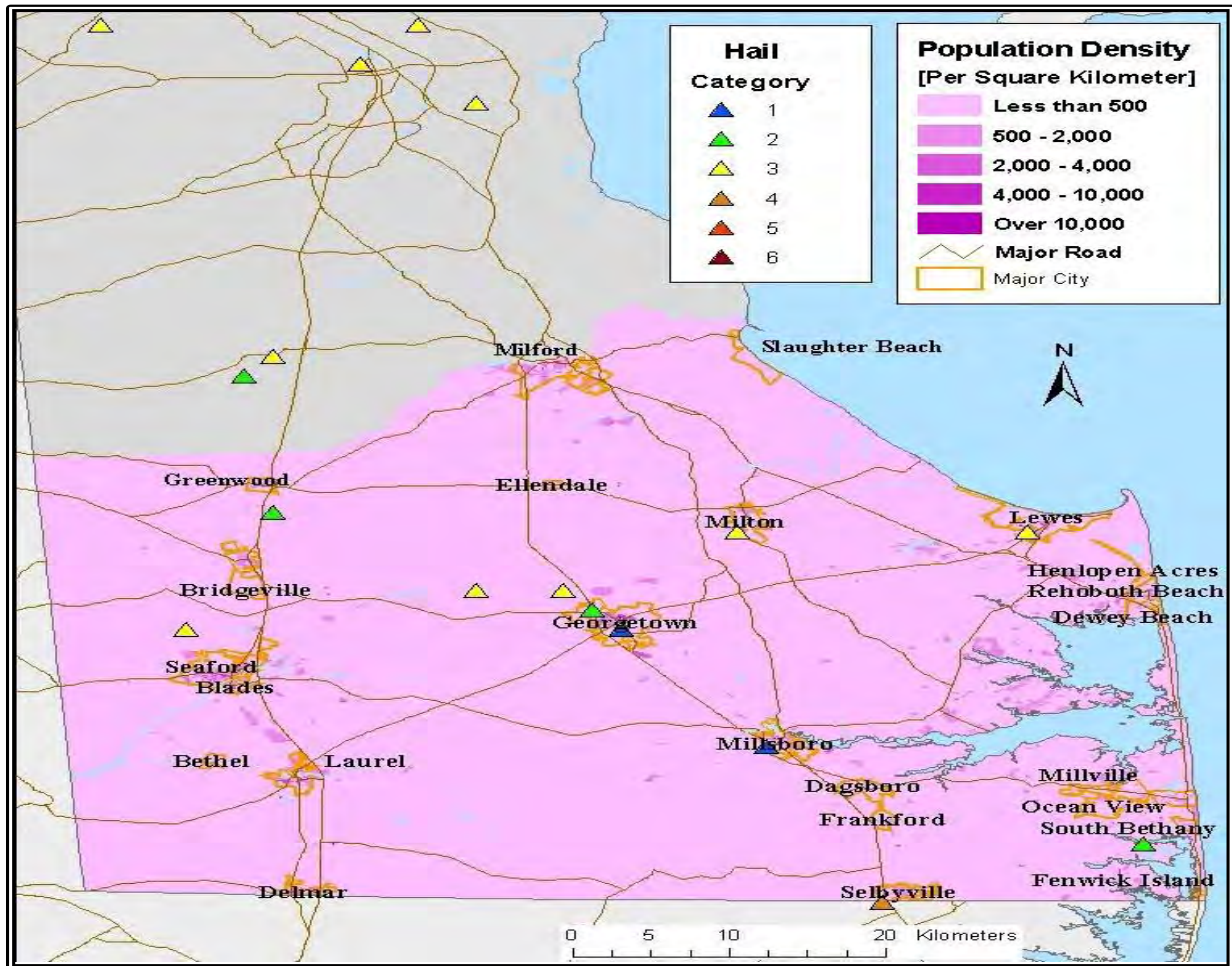 Hail
Category
1
2
3
4
5
6
Population Density
[Per Square Kilometer]
Less than 500
500 - 2,000
2,000 - 4,000
4,000 - 10,000
Over 10,000
Major Road
Major City
N
Milford
Slaughter Beach
Greenwood
Ellendale
Milton
Lewes
Bridgeville
Henlopen Acres
Rehoboth Beach
Dewey Beach
Georgetown
Seaford
Blades
Bethel
Laurel
Millsboro
Dagsboro
Frankford
Millville
Ocean View
South Bethany
Fenwick Island
Delmar
Selbyville
0 5 10 20 Kilometers